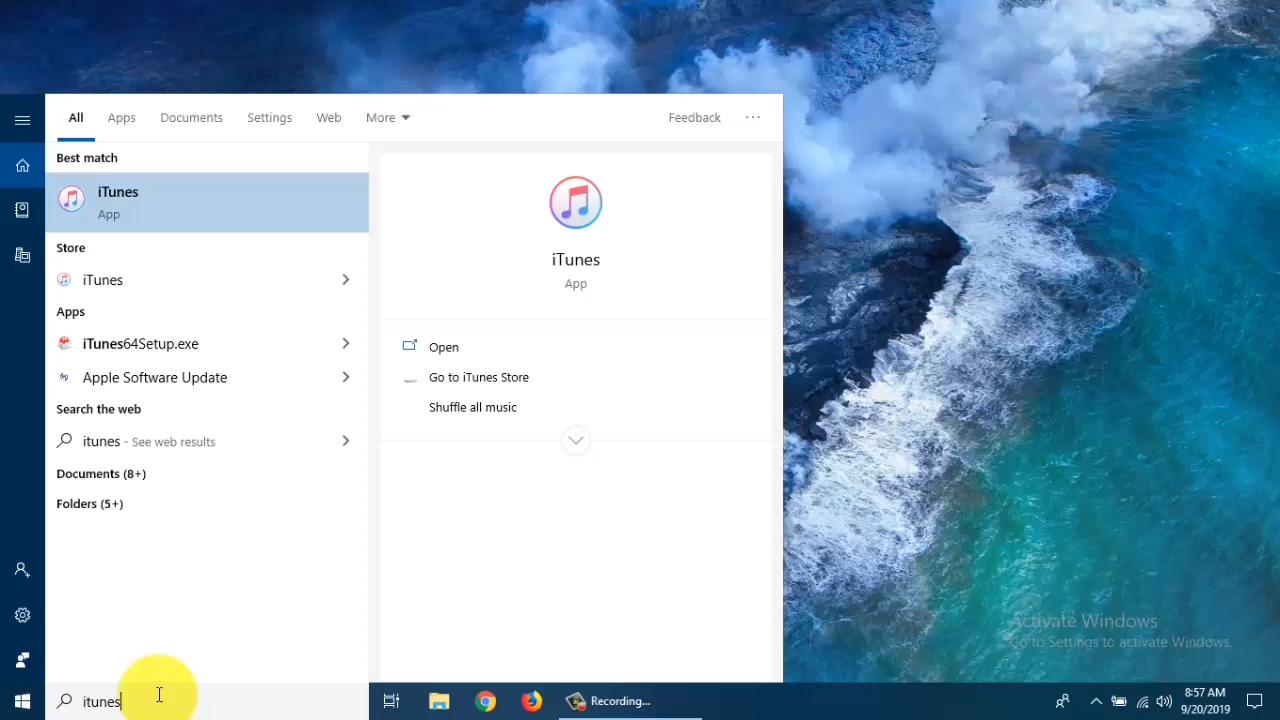 All Apps Documents Settings Web More Feedback
Best match
iTunes
App
Store
iTunes
Apps
iTunes64Setup.exe
Apple Software Update
Search the web
itunes - See web results
Documents (8+)
Folders (5+)
iTunes
App
Open
Go to iTunes Store
Shuffle all music
Activate Windows
Go to Settings to activate Windows.
itunes
Recording...
8:57 AM
9/20/2019